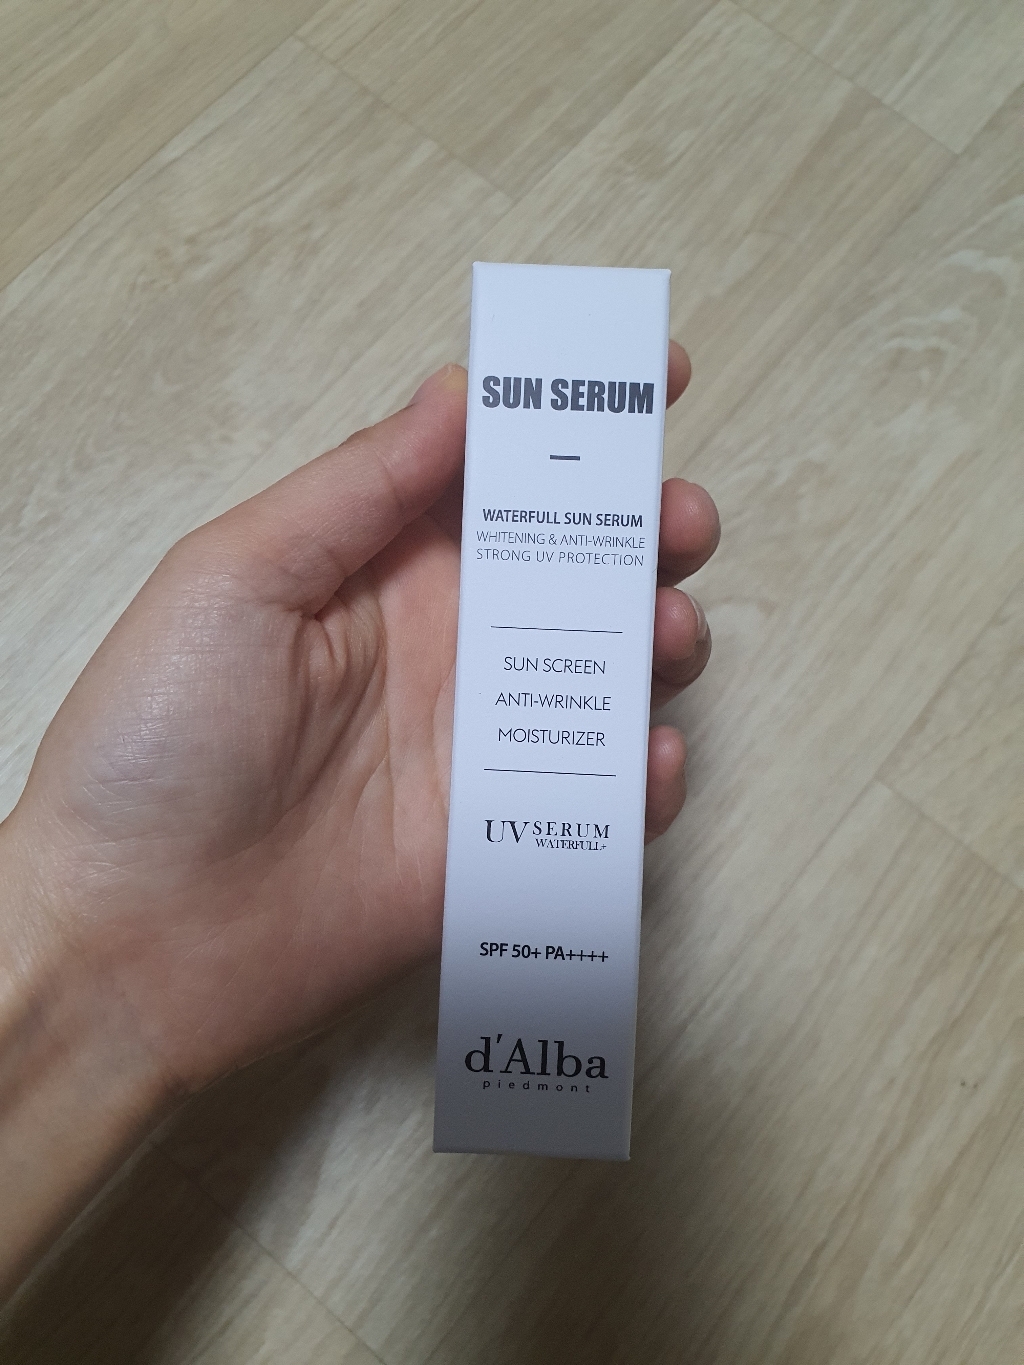 SUN SERUM
WATERFULL SUN SERUM
WHITENING & ANTI-WRINKLE
STRONG UV PROTECTION
SUN SCREEN
ANTI-WRINKLE
MOISTURIZER
UV SERUM
WATERFULL+
SPF 50+ PA++++
d'Alba
piedmont